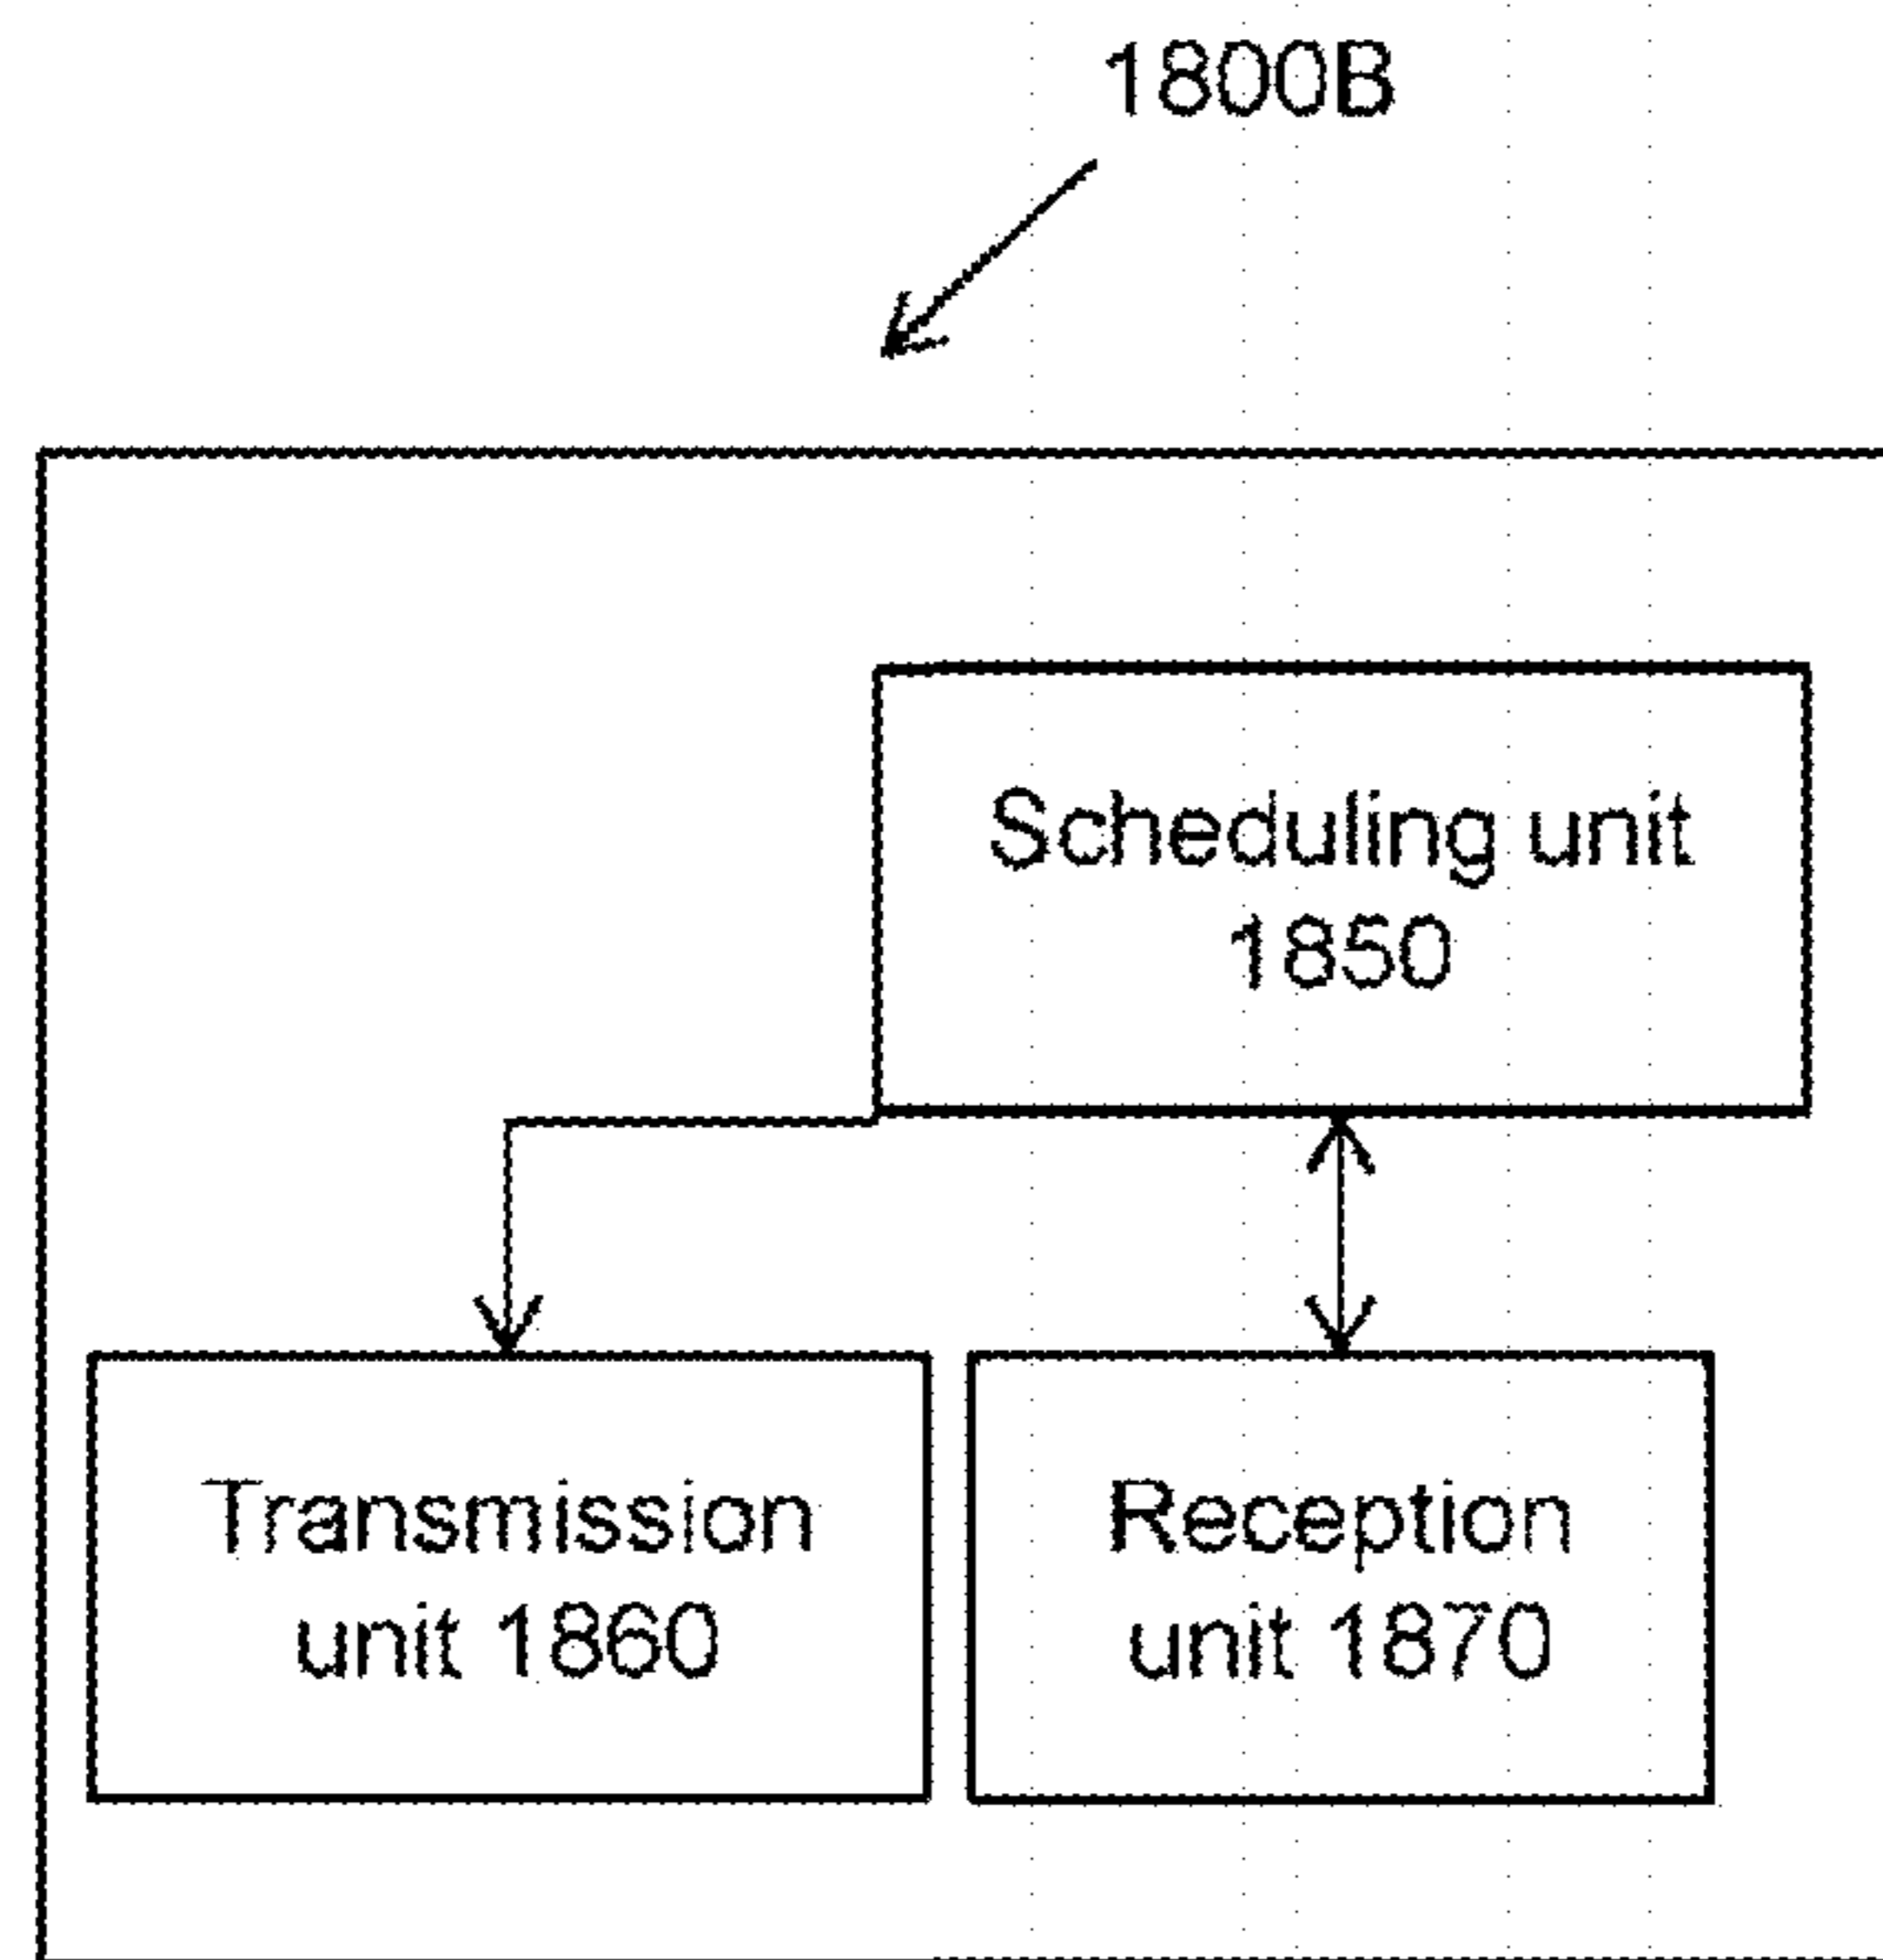 1800B
Scheduling unit
1850
Transmission
unit 1860
Reception
unit 1870